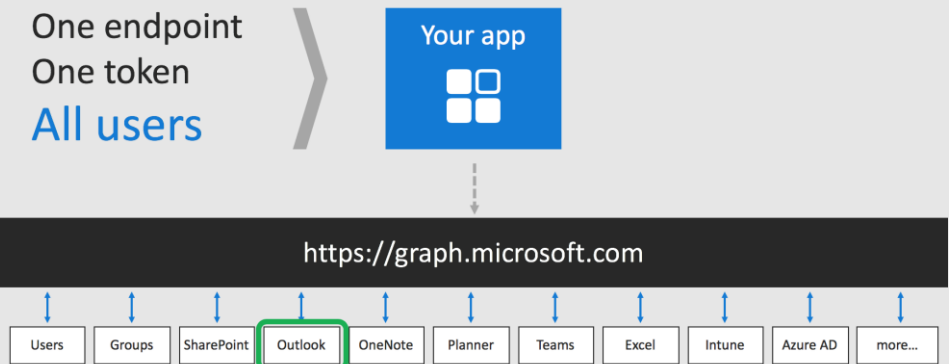 One endpoint
One token
All users
Your app
https://graph.microsoft.com
Users
Groups
SharePoint
Outlook
OneNote
Planner
Teams
Excel
Intune
Azure AD
more...